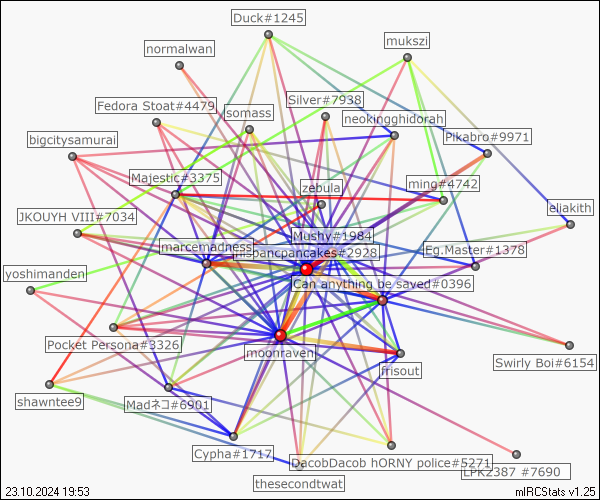 Duck#1245
normalwan
mukszi
Silver#7938
Fedora Stoat#4479
somass
neokingghidorah
bigcitysamurai
Pikabro#9971
Majestic#3375
zebula
ming#4742
JKOUYH VIII#7034
eliakith
Mushy#1984
marcemadness
hispancpancakes#2928
Eg.Master#1378
yoshimanden
Can anything be saved#0396
Pocket Persona#3326
moonraven
Swirly Boi#6154
frisout
shawntee9
Madネコ#6901
Cypha#1717
DacobDacob hORNY police#5271
LPK2387 #7690
thesecondtwat
23.10.2024 19:53
mIRCStats v1.25